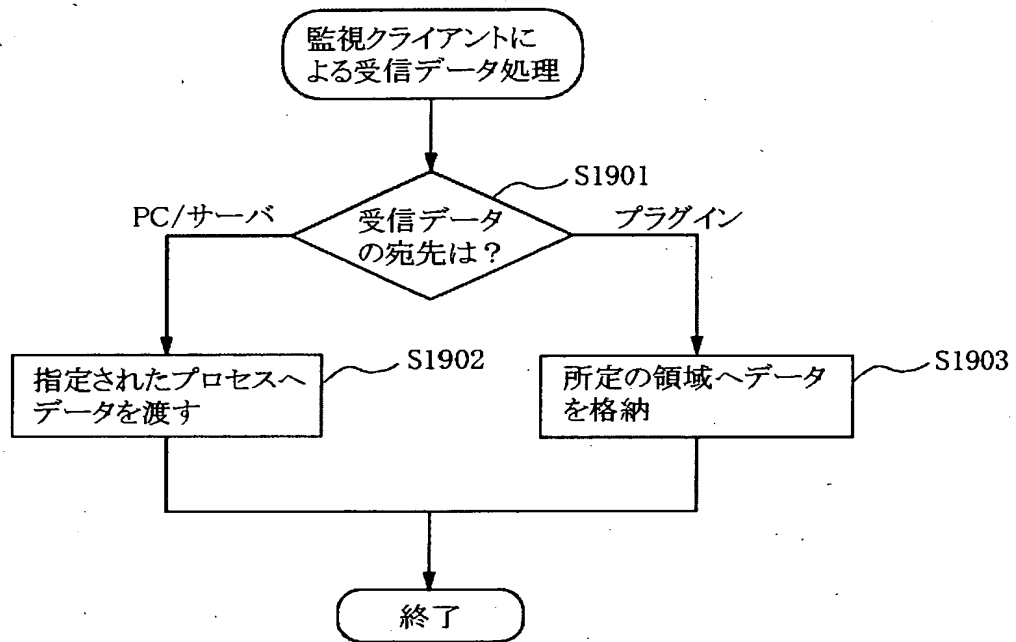 監視クライアントに
よる受信データ処理
S1901
PC/サーバ
受信データ
の宛先は？
プラグイン
S1902
指定されたプロセスへ
データを渡す
S1903
所定の領域へデータ
を格納
終了